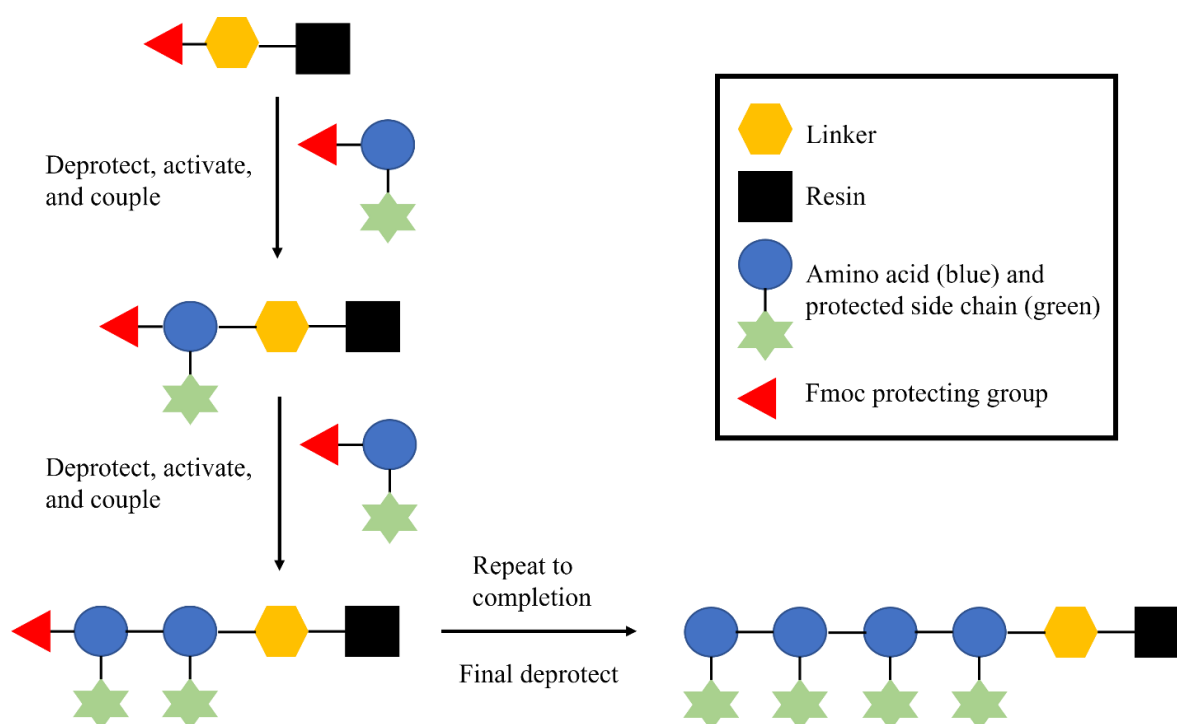 Deprotect, activate,
and couple
Linker
Resin
Amino acid (blue) and
protected side chain (green)
Fmoc protecting group
Deprotect, activate,
and couple
Repeat to
completion
Final deprotect